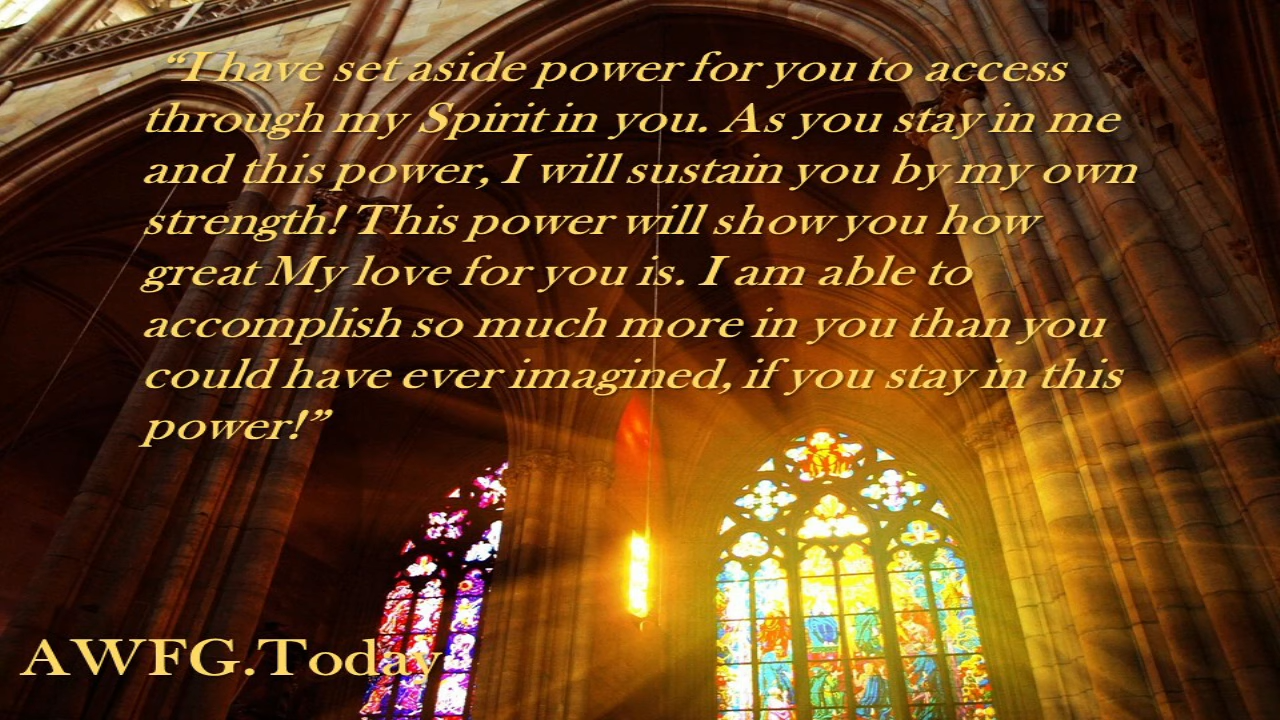 “I have set aside power for you to access
through my Spirit in you. As you stay in me
and this power, I will sustain you by my own
strength! This power will show you how
great My love for you is. I am able to
accomplish so much more in you than you
could have ever imagined, if you stay in this
power!”
AWFG.Today